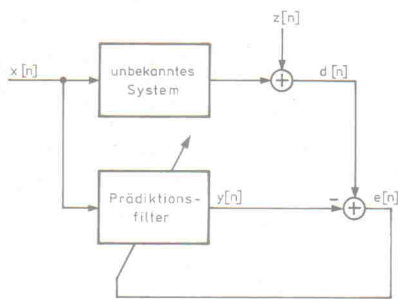 z[n]
x[n]
unbekanntes
System
+
d[n]
Prädiktions-
filter
y[n]
−
+
e[n]